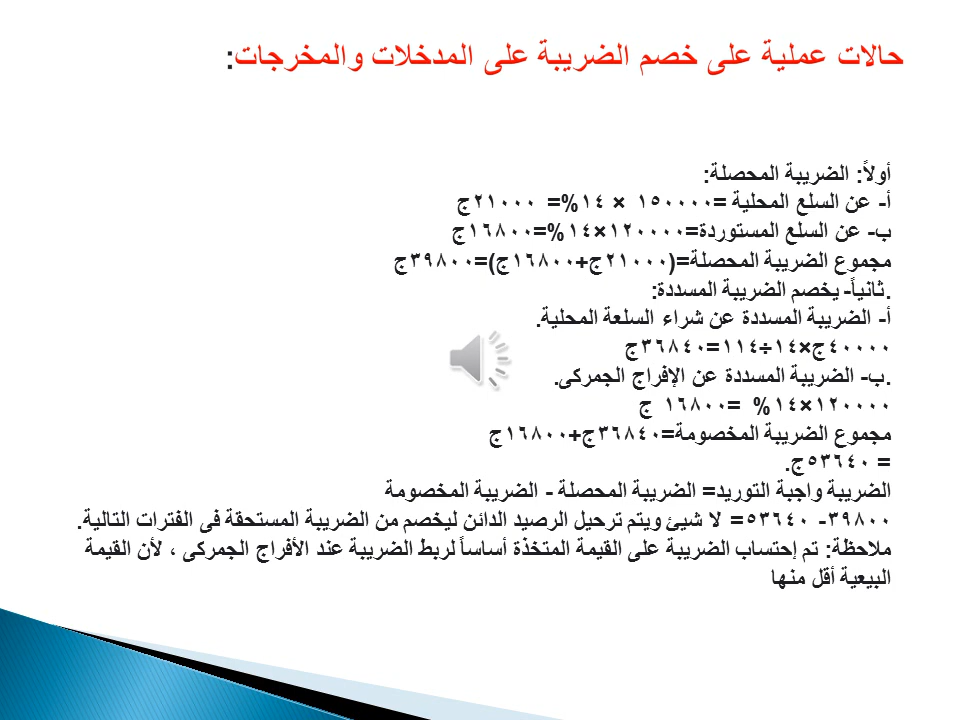 حالات عملية على خصم الضريبة على المدخلات والمخرجات:
أولاً: الضريبة المحصلة:
أ- عن السلع المحلية =١٥٠٠٠٠ × ١٤%= ٢١٠٠٠ج
ب- عن السلع المستوردة=١٢٠٠٠٠×١٤%=١٦٨٠٠ج
مجموع الضريبة المحصلة=(٢١٠٠٠ج+١٦٨٠٠ج)=٣٩٨٠٠ج
.ثانياً- يخصم الضريبة المسددة:
أ- الضريبة المسددة عن شراء السلعة المحلية.
٤٠٠٠٠ج×١٤÷١١٤=٣٦٨٤٠ج
.ب- الضريبة المسددة عن الإفراج الجمركى.
١٢٠٠٠٠×١٤% =١٦٨٠٠ ج
مجموع الضريبة المخصومة=٣٦٨٤٠ج+١٦٨٠٠ج
= ٥٣٦٤٠ج.
الضريبة واجبة التوريد= الضريبة المحصلة - الضريبة المخصومة
٣٩٨٠٠- ٥٣٦٤٠= لا شيئ ويتم ترحيل الرصيد الدائن ليخصم من الضريبة المستحقة فى الفترات التالية.
ملاحظة: تم إحتساب الضريبة على القيمة المتخذة أساساً لربط الضريبة عند الأفراج الجمركى ، لأن القيمة
البيعية أقل منها